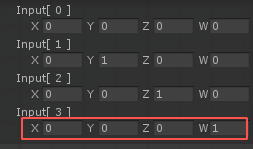 Input[ 0 ]
X 0 Y 0 Z 0 W 0
Input[ 1 ]
X 0 Y 1 Z 0 W 0
Input[ 2 ]
X 0 Y 0 Z 1 W 0
Input[ 3 ]
X 0 Y 0 Z 0 W 1